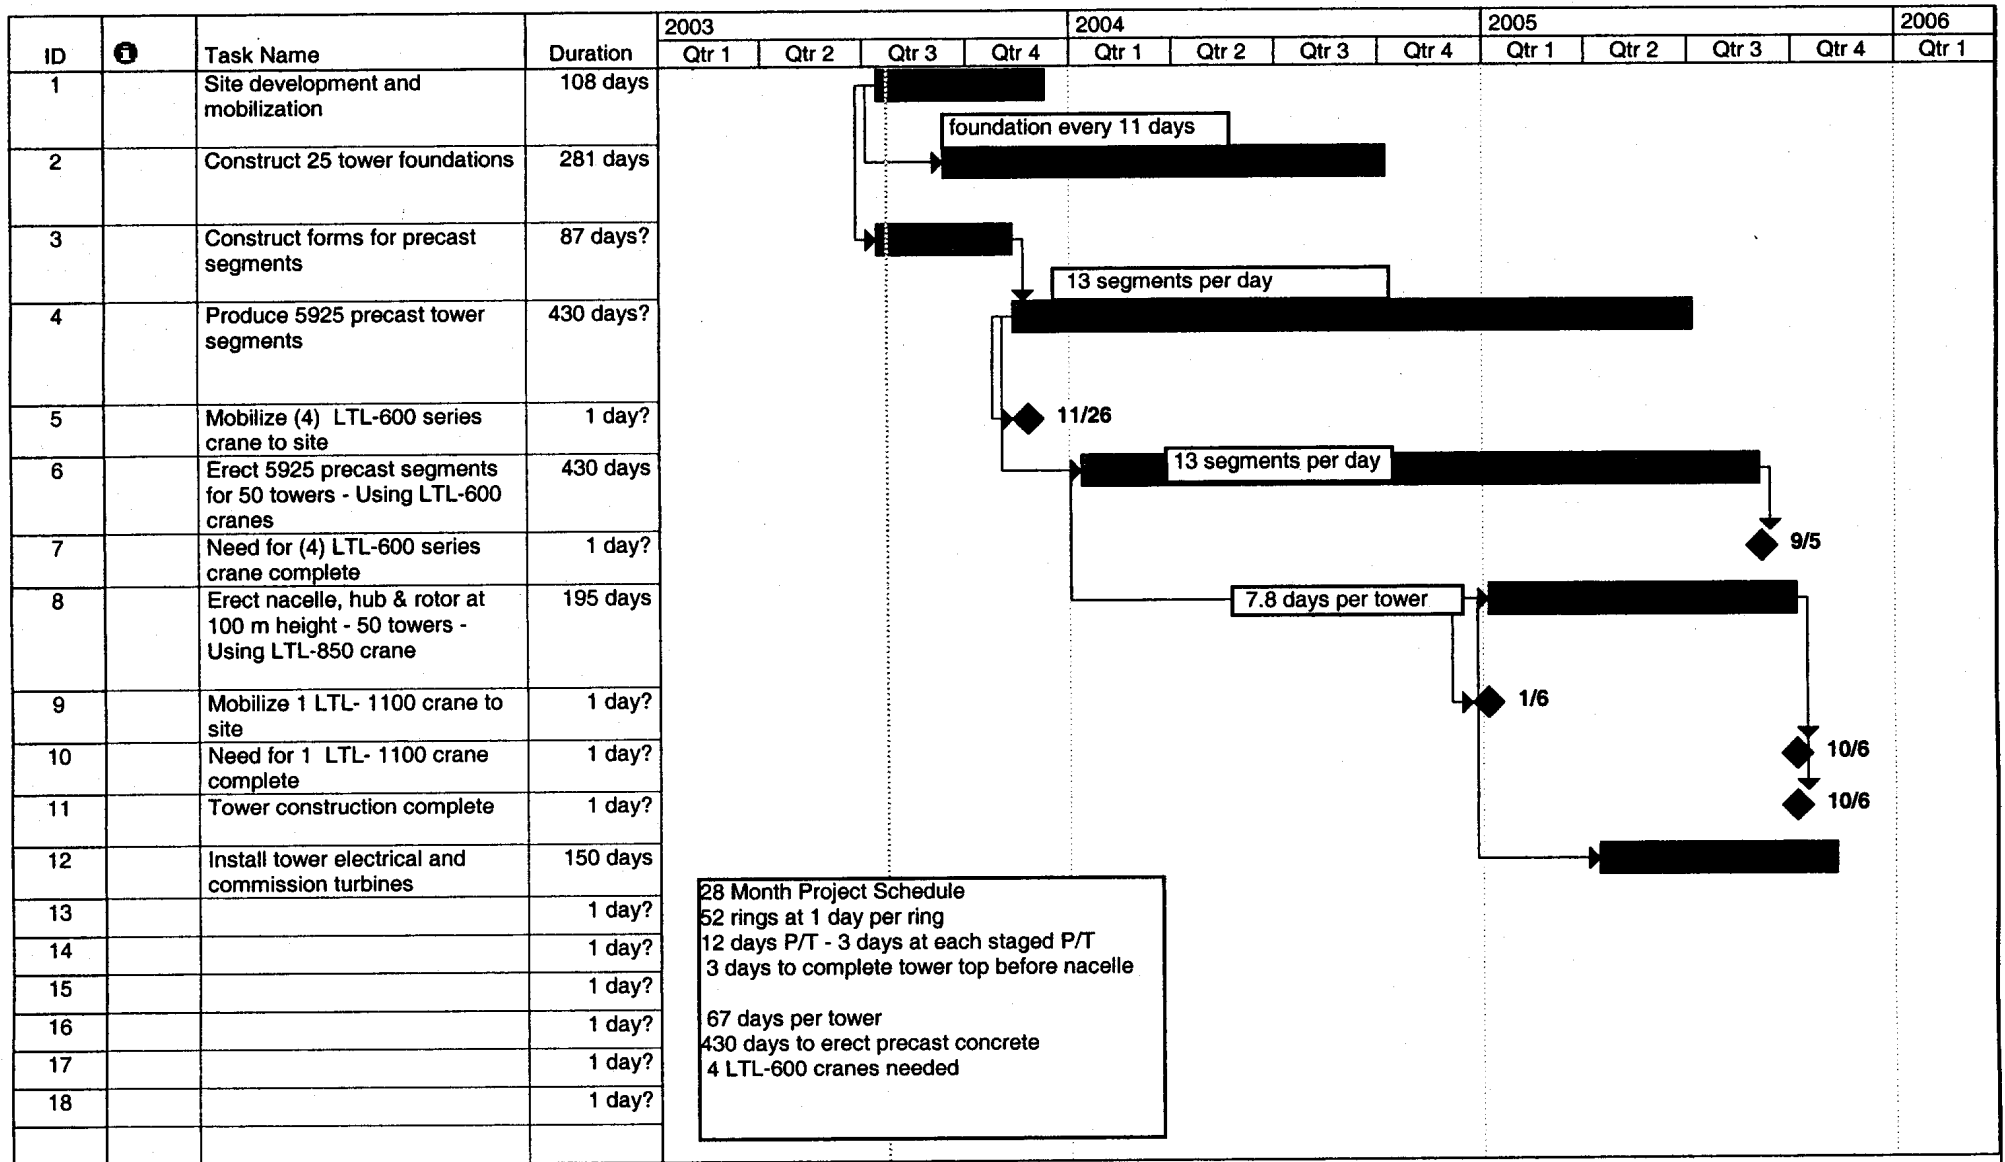 2003 2004 2005 2006
ID Task Name Duration Qtr 1 Qtr 2 Qtr 3 Qtr 4 Qtr 1 Qtr 2 Qtr 3 Qtr 4 Qtr 1 Qtr 2 Qtr 3 Qtr 4 Qtr 1
1 Site development and 108 days
mobilization
foundation every 11 days
2 Construct 25 tower foundations 281 days
3 Construct forms for precast 87 days?
segments
13 segments per day
4 Produce 5925 precast tower 430 days?
segments
5 Mobilize (4) LTL-600 series 1 day? 11/26
crane to site
6 Erect 5925 precast segments 430 days 13 segments per day
for 50 towers - Using LTL-600
cranes
7 Need for (4) LTL-600 series 1 day? 9/5
crane complete
8 Erect nacelle, hub & rotor at 195 days 7.8 days per tower
100 m height - 50 towers -
Using LTL-850 crane
9 Mobilize 1 LTL- 1100 crane to 1 day? 1/6
site
10 Need for 1 LTL- 1100 crane 1 day? 10/6
complete
11 Tower construction complete 1 day? 10/6
12 Install tower electrical and 150 days
commission turbines
13 1 day?
14 1 day?
15 1 day?
16 1 day?
17 1 day?
18 1 day?
28 Month Project Schedule
52 rings at 1 day per ring
12 days P/T - 3 days at each staged P/T
3 days to complete tower top before nacelle
67 days per tower
430 days to erect precast concrete
4 LTL-600 cranes needed